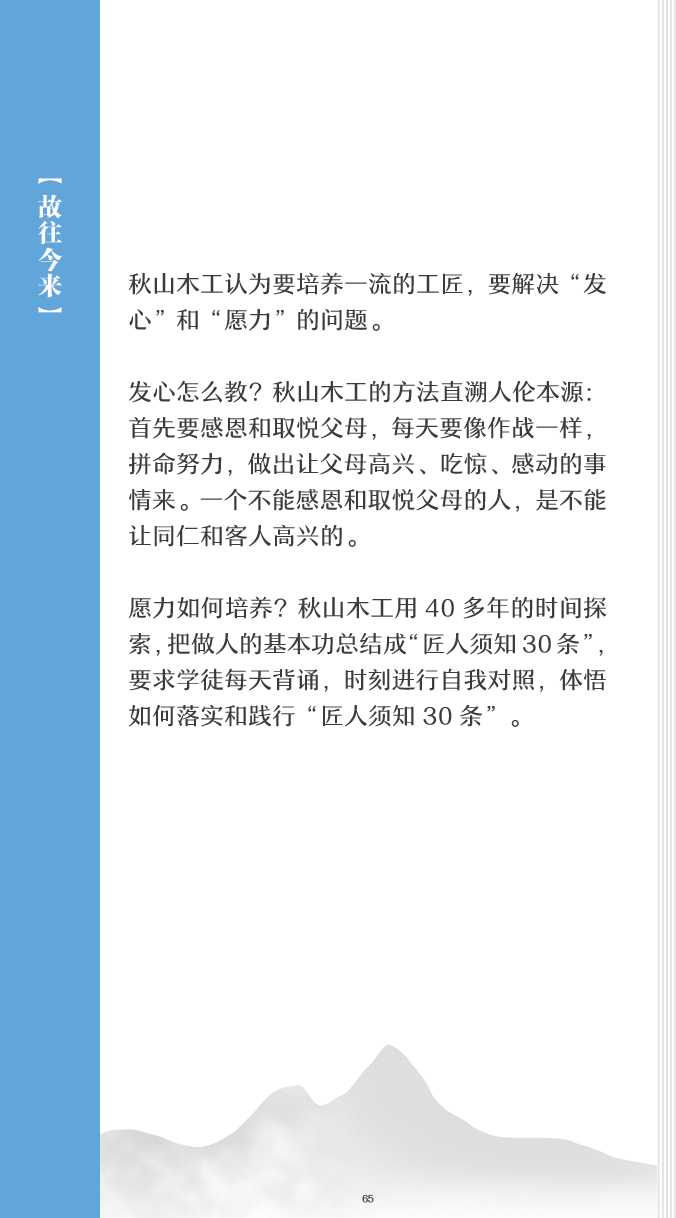 【故往今来】
秋山木工认为要培养一流的工匠，要解决“发
心”和“愿力”的问题。
发心怎么教？秋山木工的方法直溯人伦本源：
首先要感恩和取悦父母，每天要像作战一样，
拼命努力，做出让父母高兴、吃惊、感动的事
情来。一个不能感恩和取悦父母的人，是不能
让同仁和客人高兴的。
愿力如何培养？秋山木工用 40 多年的时间探
索，把做人的基本功总结成“匠人须知 30 条”，
要求学徒每天背诵，时刻进行自我对照，体悟
如何落实和践行“匠人须知 30 条”。
65